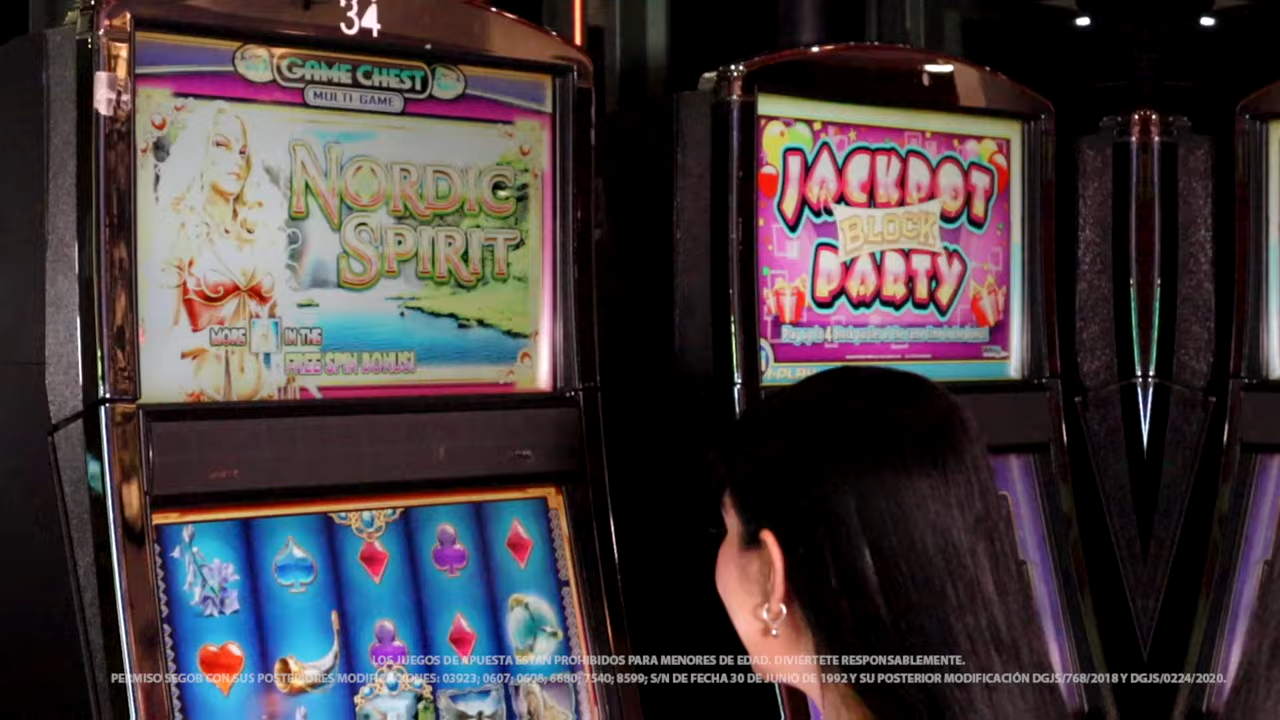 34
GAME CHEST
MULTI-GAME
NORDIC
SPIRIT
MORE IN THE
FREE SPIN BONUS!
JACKPOT
BLOCK
PARTY
LOS JUEGOS DE APUESTA ESTÁN PROHIBIDOS PARA MENORES DE EDAD. DIVIÉRTETE RESPONSABLEMENTE.
PERMISO SEGOB CON SUS POSTERIORES MODIFICACIONES: 03923; 0607; 0608; 6680; 7540; 8599; S/N DE FECHA 30 DE JUNIO DE 1992 Y SU POSTERIOR MODIFICACIÓN DGJS/768/2018 Y DGJS/0224/2020.